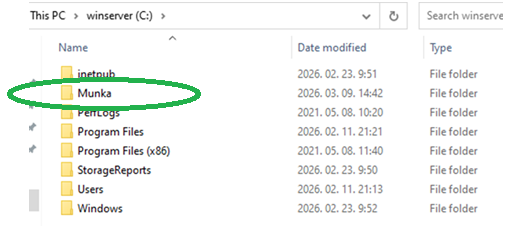 This PC > winserver (C:) >
Search winserve
Name Date modified Type
inetpub 2026. 02. 23. 9:51 File folder
Munka 2026. 03. 09. 14:42 File folder
PerfLogs 2021. 05. 08. 10:20 File folder
Program Files 2026. 02. 11. 21:21 File folder
Program Files (x86) 2021. 05. 08. 11:40 File folder
StorageReports 2026. 02. 23. 9:50 File folder
Users 2026. 02. 11. 21:13 File folder
Windows 2026. 02. 23. 9:52 File folder